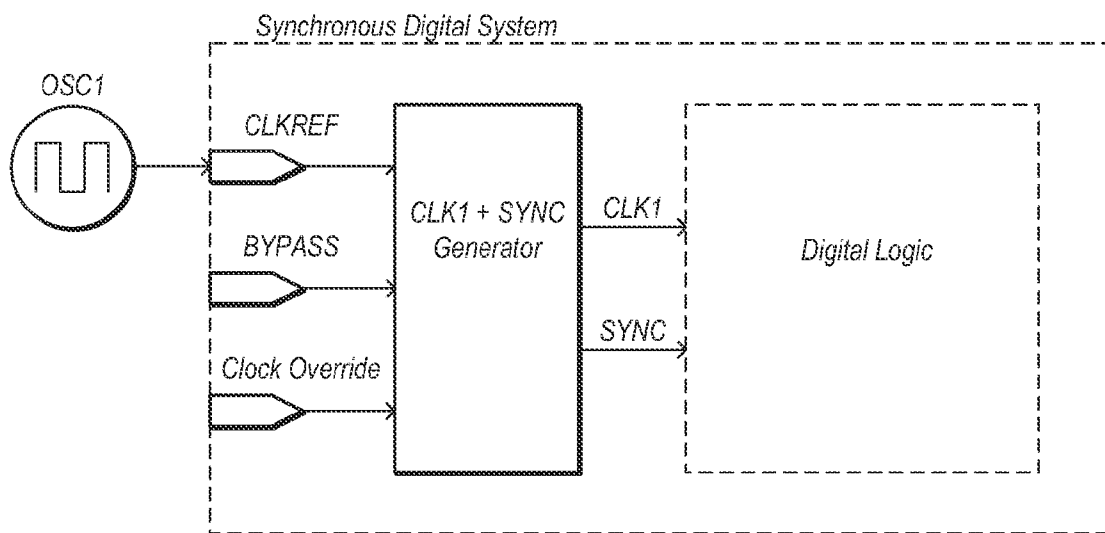 Synchronous Digital System
OSC1
CLKREF
BYPASS
Clock Override
CLK1 + SYNC
Generator
CLK1
SYNC
Digital Logic